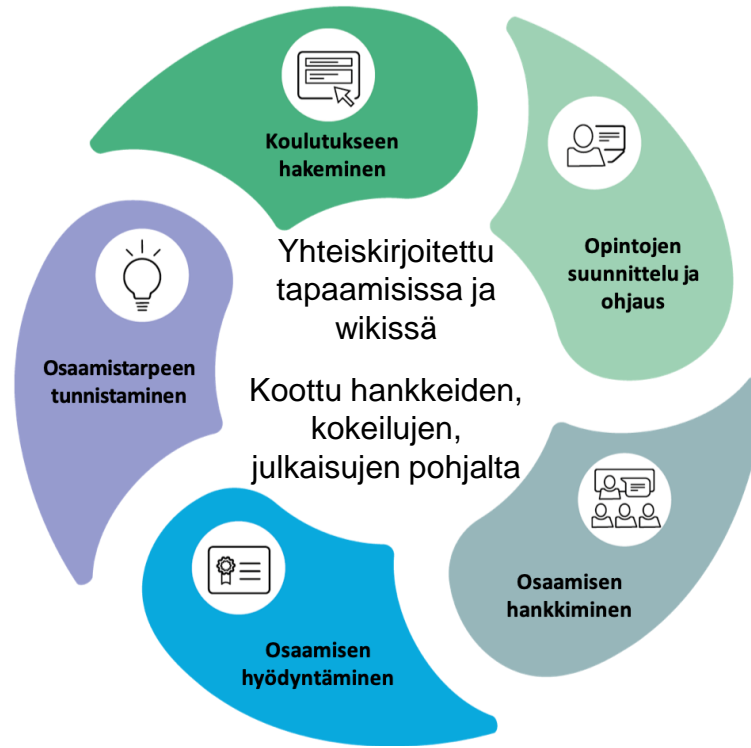 Koulutukseen
hakeminen
Opintojen
suunnittelu ja
ohjaus
Yhteiskirjoitettu
tapaamisissa ja
wikissä
Osaamistarpeen
tunnistaminen
Koottu hankkeiden,
kokeilujen,
julkaisujen pohjalta
Osaamisen
hankkiminen
Osaamisen
hyödyntäminen